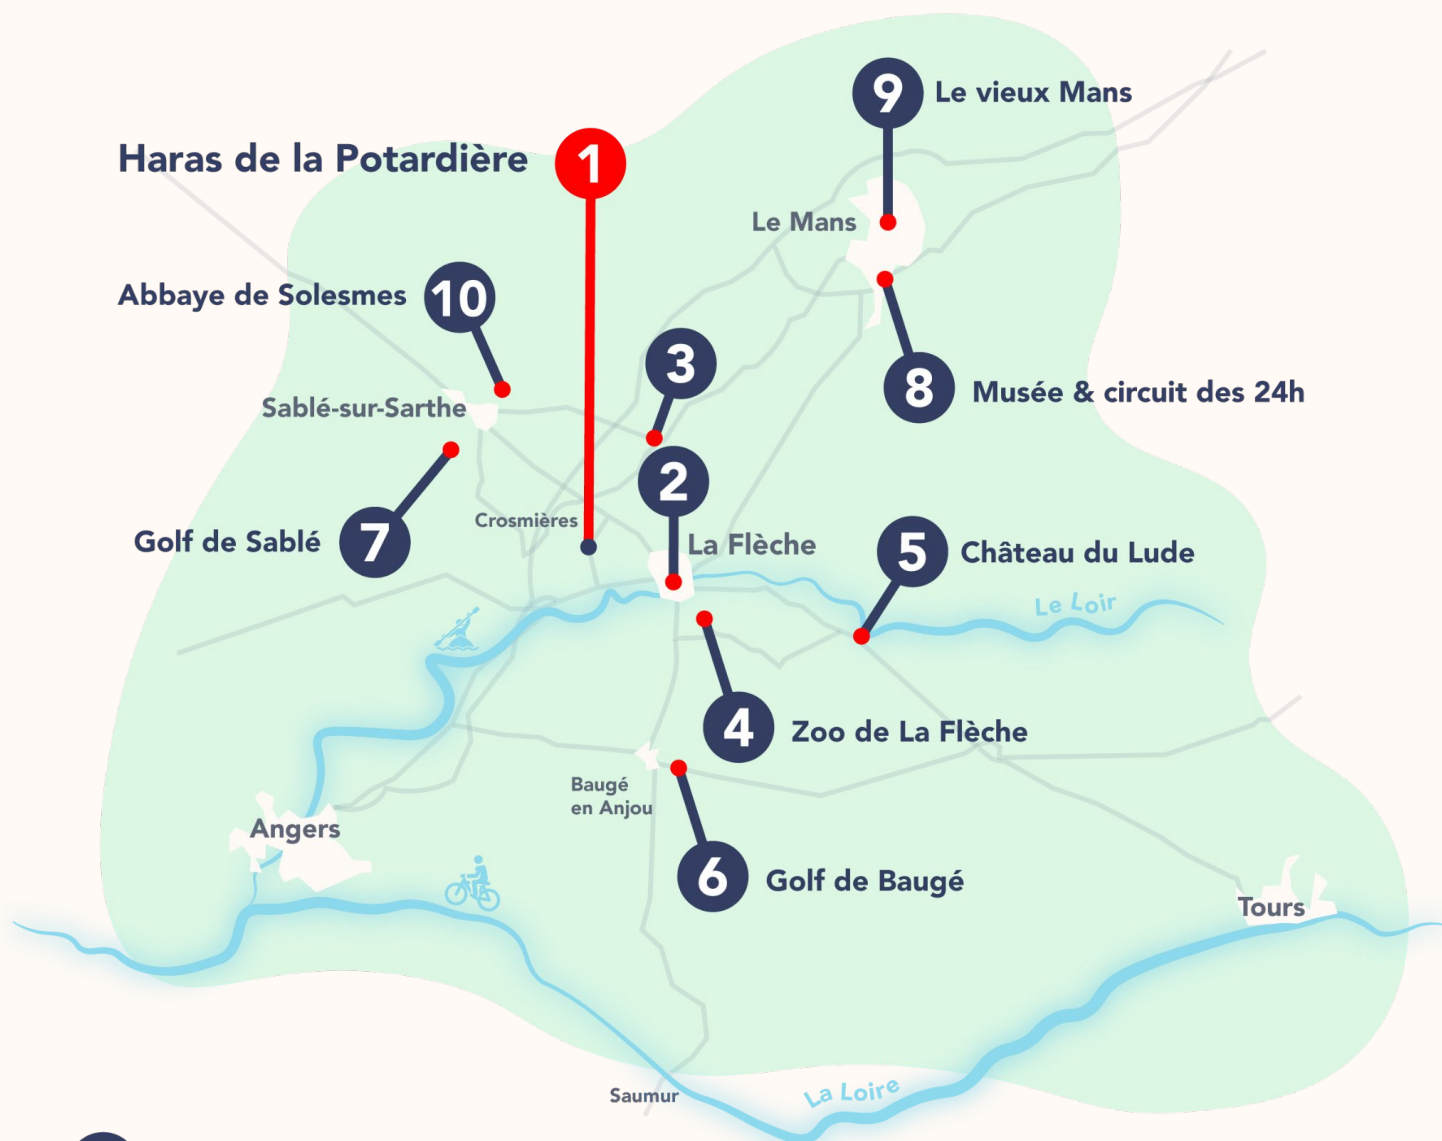 9 Le vieux Mans
Haras de la Potardière 1
Le Mans
Abbaye de Solesmes 10
3
8 Musée & circuit des 24h
Sablé-sur-Sarthe
2
Crosmières
Golf de Sablé 7
La Flèche
5 Château du Lude
Le Loir
4 Zoo de La Flèche
Baugé
en Anjou
Angers
6 Golf de Baugé
Tours
Saumur
La Loire